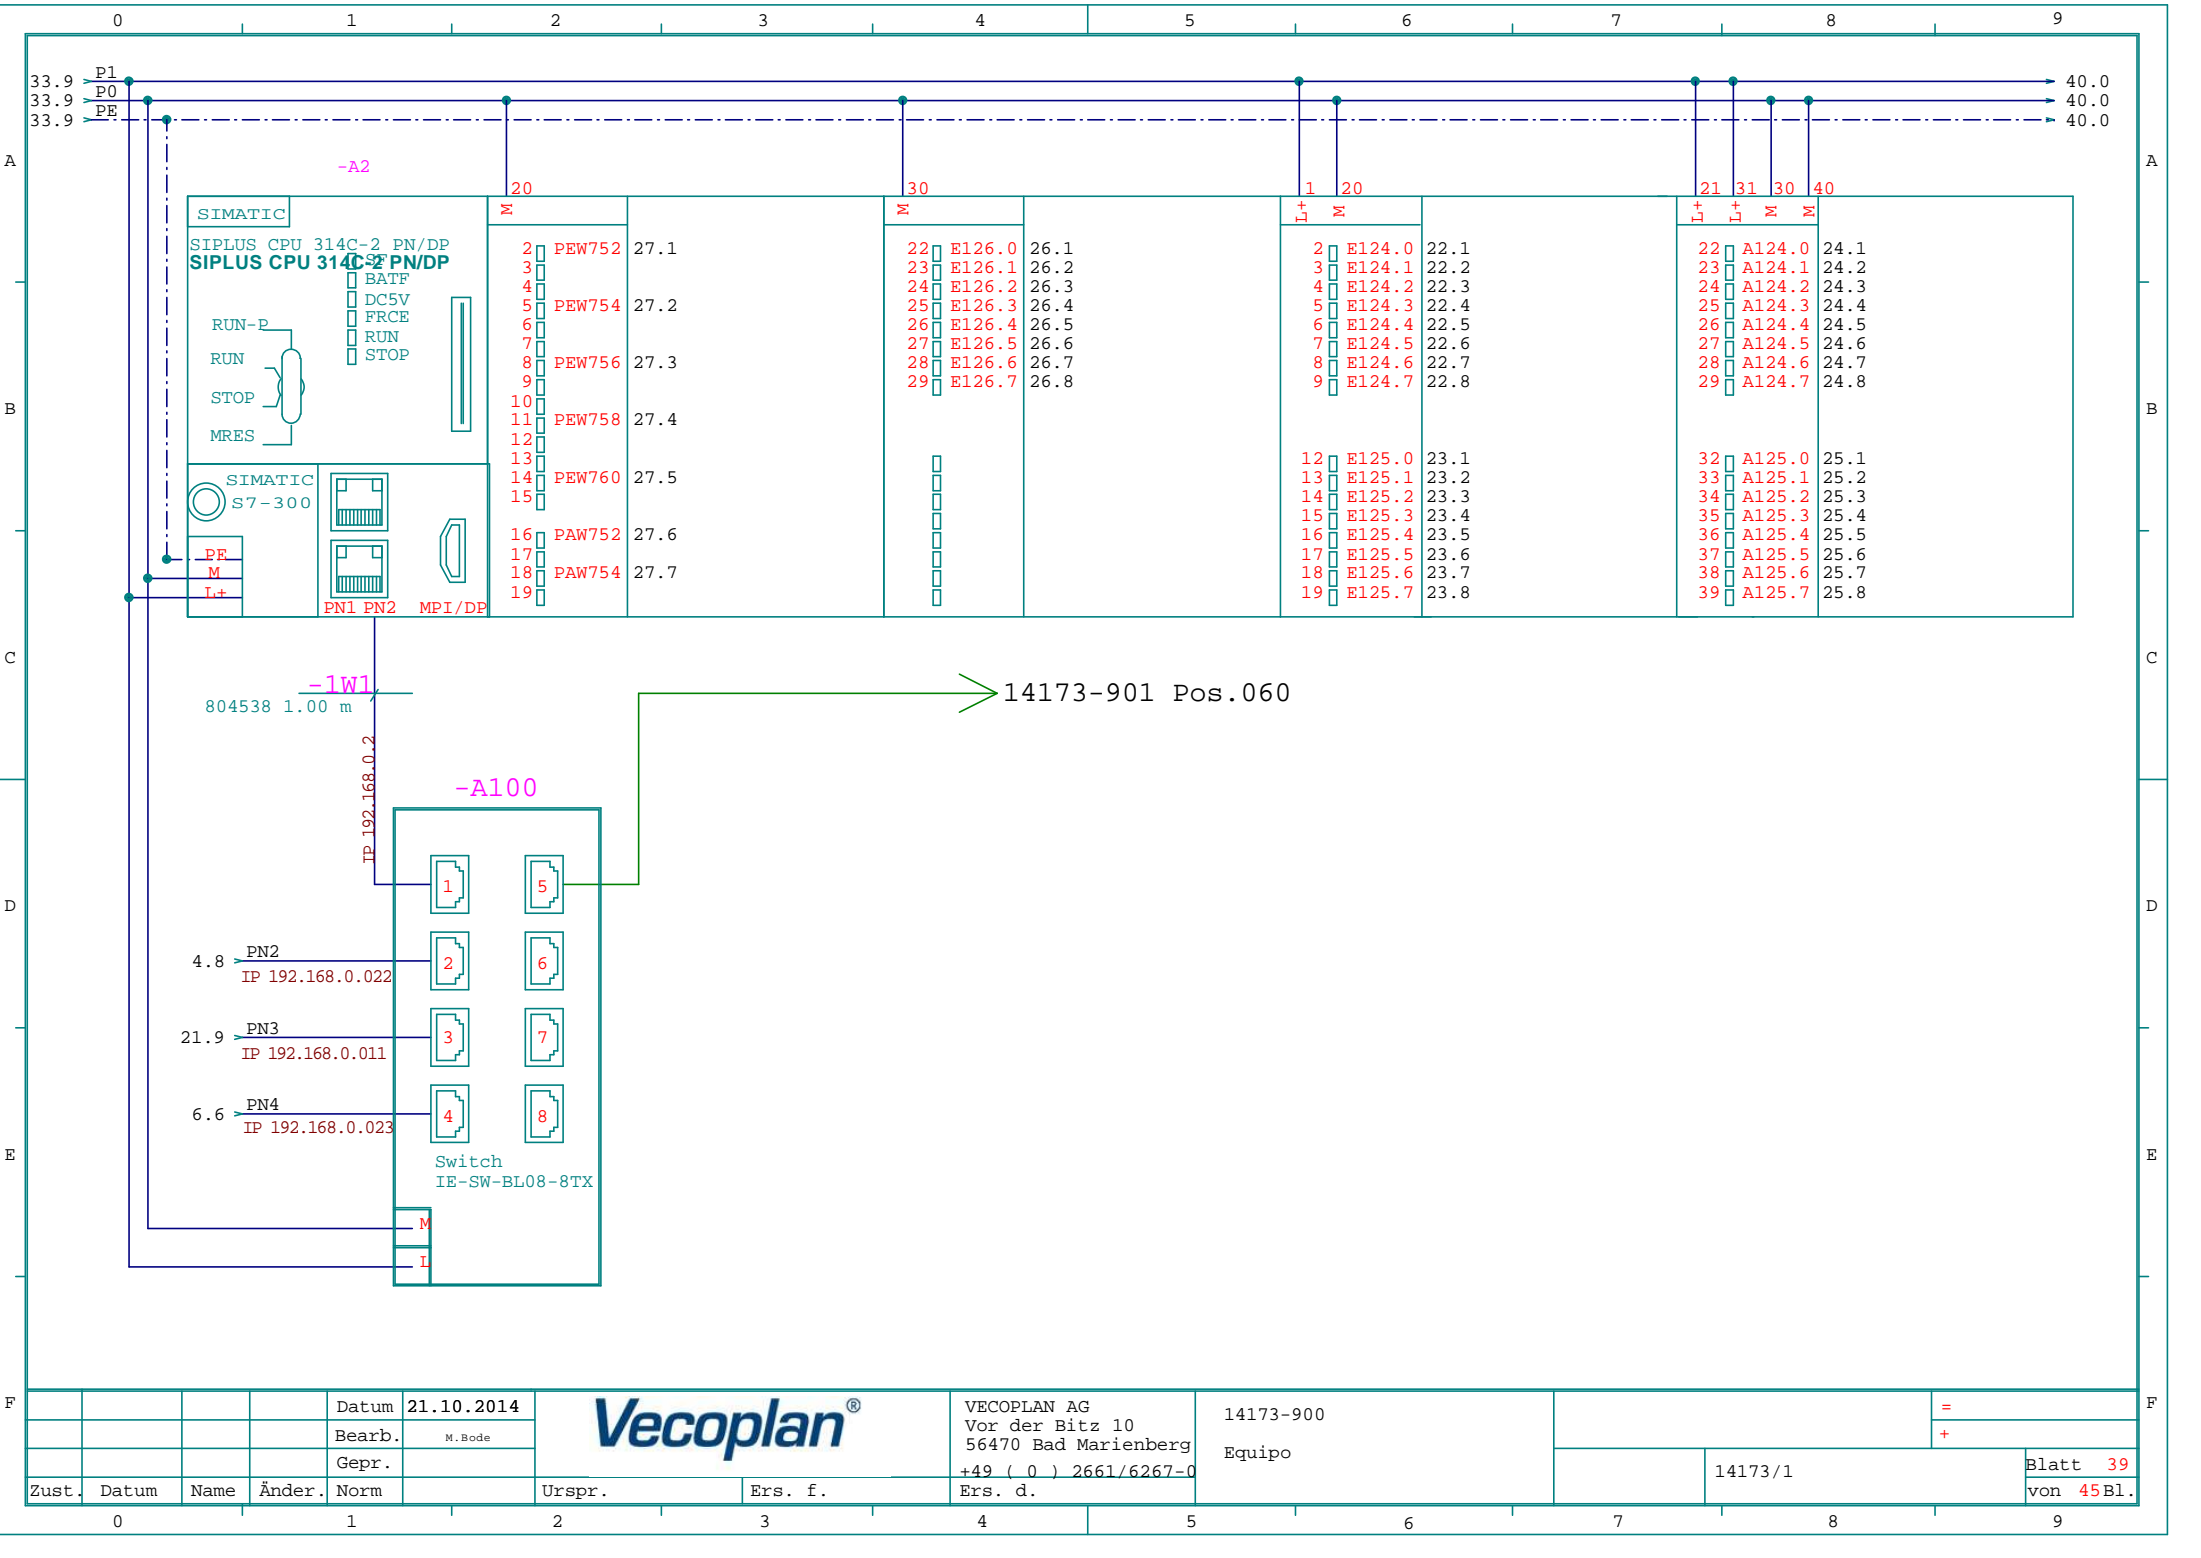 0 1 2 3 4 5 6 7 8 9
33.9 P1 40.0
33.9 P0 40.0
33.9 PE 40.0
A A
-A2
20 30 1 20 21 31 30 40
M M L+ M L+ L+ M M
SIMATIC
SIPLUS CPU 314C-2 PN/DP
SIPLUS CPU 314C-2 PN/DP
SF
BATF
DC5V
FRCE
RUN
STOP
RUN-P
RUN
STOP
MRES
SIMATIC
S7-300
PE
M
L+
PN1 PN2 MPI/DP
2 PEW752 27.1
3
4
5 PEW754 27.2
6
7
8 PEW756 27.3
9
10
11 PEW758 27.4
12
13
14 PEW760 27.5
15
16 PAW752 27.6
17
18 PAW754 27.7
19
22 E126.0 26.1
23 E126.1 26.2
24 E126.2 26.3
25 E126.3 26.4
26 E126.4 26.5
27 E126.5 26.6
28 E126.6 26.7
29 E126.7 26.8
2 E124.0 22.1
3 E124.1 22.2
4 E124.2 22.3
5 E124.3 22.4
6 E124.4 22.5
7 E124.5 22.6
8 E124.6 22.7
9 E124.7 22.8
12 E125.0 23.1
13 E125.1 23.2
14 E125.2 23.3
15 E125.3 23.4
16 E125.4 23.5
17 E125.5 23.6
18 E125.6 23.7
19 E125.7 23.8
22 A124.0 24.1
23 A124.1 24.2
24 A124.2 24.3
25 A124.3 24.4
26 A124.4 24.5
27 A124.5 24.6
28 A124.6 24.7
29 A124.7 24.8
32 A125.0 25.1
33 A125.1 25.2
34 A125.2 25.3
35 A125.3 25.4
36 A125.4 25.5
37 A125.5 25.6
38 A125.6 25.7
39 A125.7 25.8
B B
C C
-1W1
804538 1.00 m
IP 192.168.0.2
14173-901 Pos.060
-A100
D D
1 5
2 6
3 7
4 8
4.8 PN2
IP 192.168.0.022
21.9 PN3
IP 192.168.0.011
6.6 PN4
IP 192.168.0.023
E E
Switch
IE-SW-BL08-8TX
M
L
F F
Datum 21.10.2014
Bearb. M.Bode
Gepr.
Zust. Datum Name Änder. Norm
Vecoplan®
Urspr. Ers. f. Ers. d.
VECOPLAN AG
Vor der Bitz 10
56470 Bad Marienberg
+49 ( 0 ) 2661/6267-0
14173-900
Equipo
14173/1
=
+
Blatt 39
von 45 Bl.
0 1 2 3 4 5 6 7 8 9